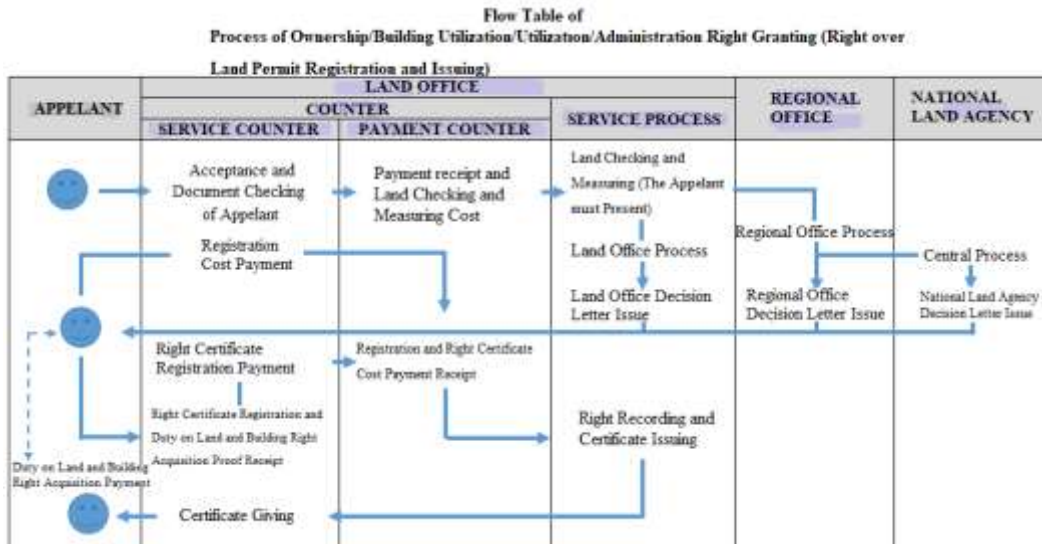 Flow Table of
Process of Ownership/Building Utilization/Utilization/Administration Right Granting (Right over
Land Permit Registration and Issuing)
APPELANT
LAND OFFICE
COUNTER
SERVICE COUNTER
PAYMENT COUNTER
SERVICE PROCESS
REGIONAL
OFFICE
NATIONAL
LAND AGENCY
Acceptance and
Document Checking
of Appelant
Payment receipt and
Land Checking and
Measuring Cost
Land Checking and
Measuring (The Appelant
must Present)
Registration
Cost Payment
Land Office Process
Regional Office Process
Central Process
Land Office Decision
Letter Issue
Regional Office
Decision Letter Issue
National Land Agency
Decision Letter Issue
Right Certificate
Registration Payment
Registration and Right Certificate
Cost Payment Receipt
Right Certificate Registration and
Duty on Land and Building Right
Acquisition Proof Receipt
Right Recording and
Certificate Issuing
Duty on Land and Building
Right Acquisition Payment
Certificate Giving